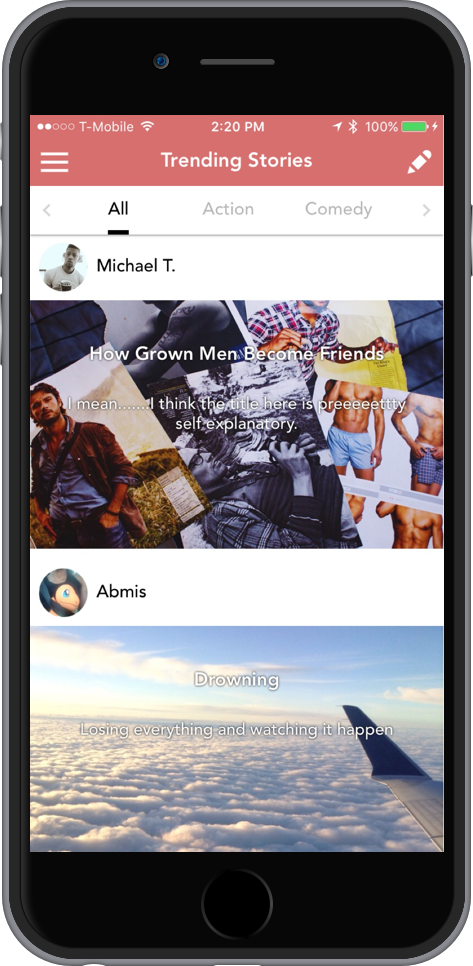 T-Mobile 2:20 PM 100%
Trending Stories
All Action Comedy
Michael T.
How Grown Men Become Friends
I mean.......I think the title here is preeeeettty
self explanatory.
Abmis
Drowning
Losing everything and watching it happen